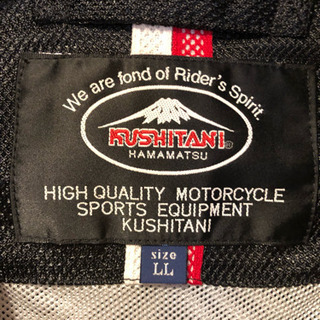 We are fond of Rider's Spirit.
KUSHITANI®
HAMAMATSU
HIGH QUALITY MOTORCYCLE
SPORTS EQUIPMENT
KUSHITANI
size
LL